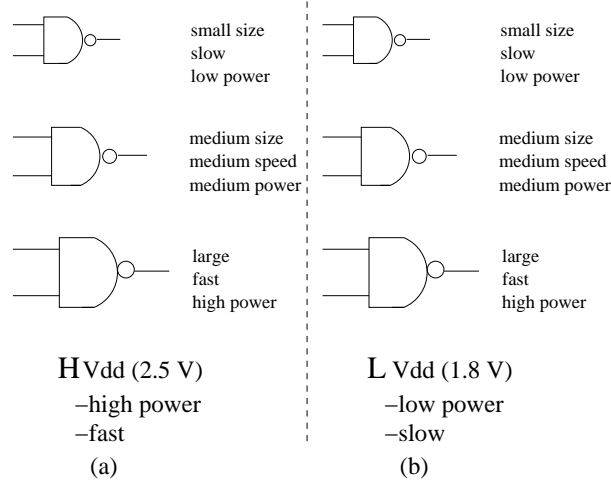 small size
slow
low power
medium size
medium speed
medium power
large
fast
high power
H Vdd (2.5 V)
–high power
–fast
(a)
small size
slow
low power
medium size
medium speed
medium power
large
fast
high power
L Vdd (1.8 V)
–low power
–slow
(b)